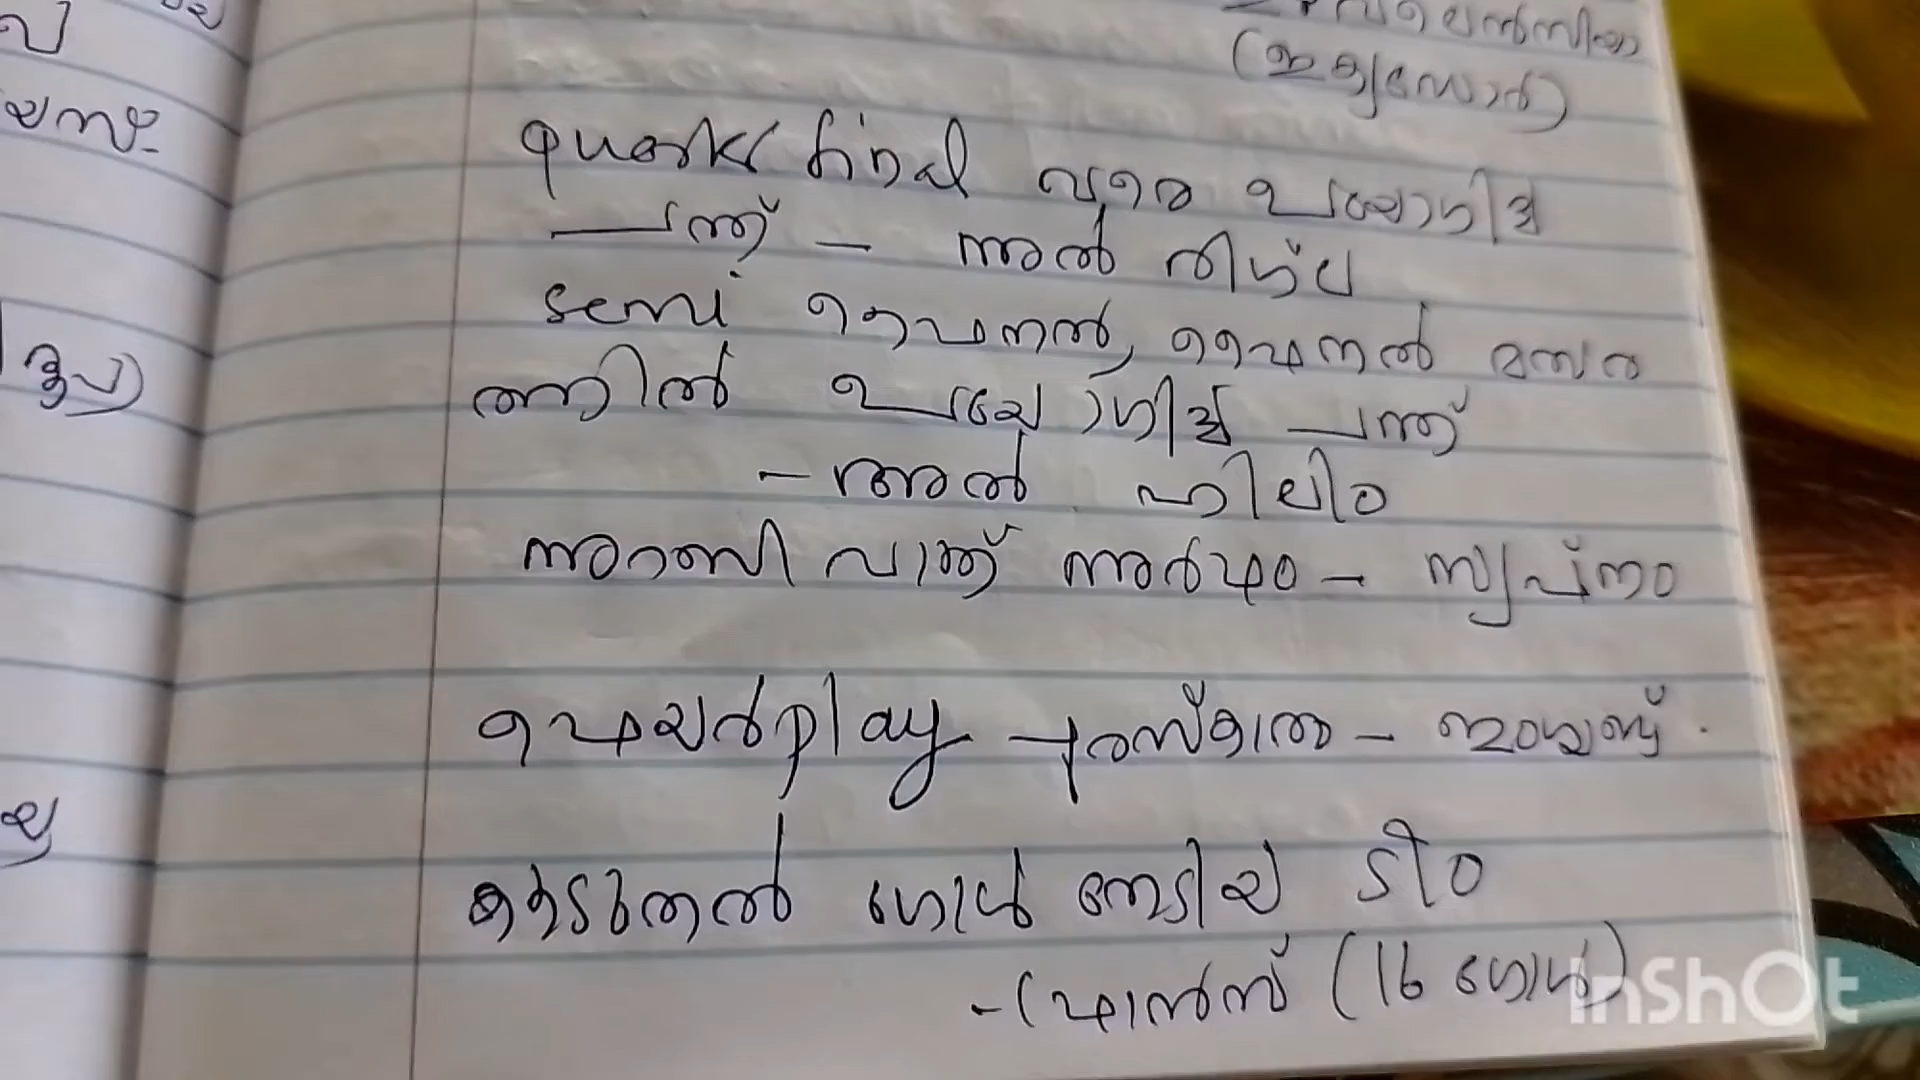 (ഇക്വഡോർ)
quarter final വരെ ഉപയോഗിച്ച
പന്ത് - അൽ രിഹ്‌ല
semi ഫൈനൽ, ഫൈനൽ മത്സര
ത്തിൽ ഉപയോഗിച്ച പന്ത്
- അൽ ഹിലിം
അറബി വാക്ക് അർഥം - സ്വപ്നം
ഫെയർplay പുരസ്കാരം - ഇംഗ്ലണ്ട്.
കൂടുതൽ ഗോൾ നേടിയ ടീം
- ഫ്രാൻസ് (16 ഗോൾ)
InShOt